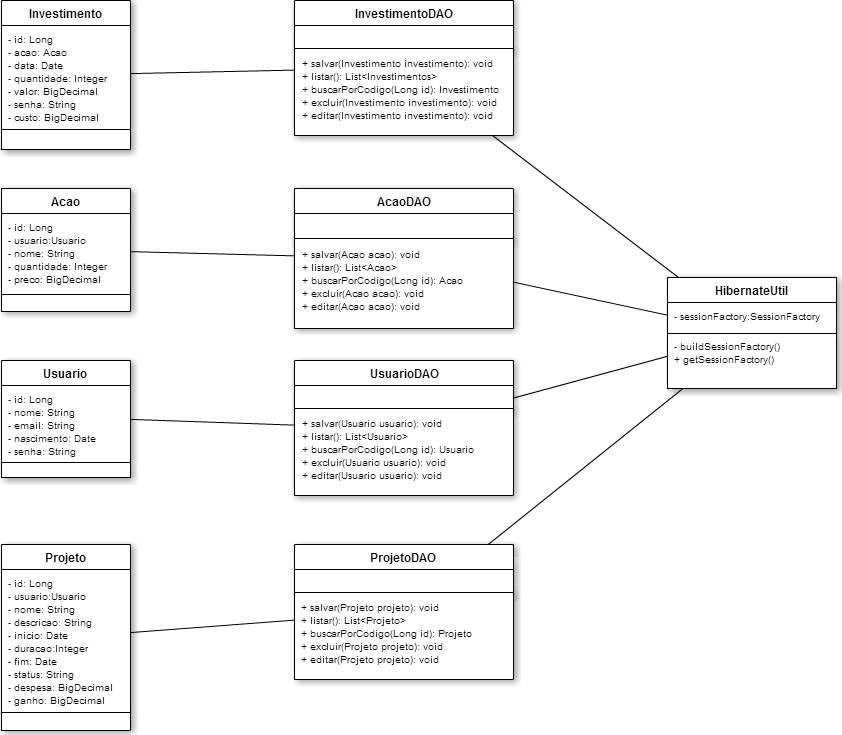 Investimento
- id: Long
- acao: Acao
- data: Date
- quantidade: Integer
- valor: BigDecimal
- senha: String
- custo: BigDecimal
InvestimentoDAO
+ salvar(Investimento investimento): void
+ listar(): List<Investimentos>
+ buscarPorCodigo(Long id): Investimento
+ excluir(Investimento investimento): void
+ editar(Investimento investimento): void
Acao
- id: Long
- usuario:Usuario
- nome: String
- quantidade: Integer
- preco: BigDecimal
AcaoDAO
+ salvar(Acao acao): void
+ listar(): List<Acao>
+ buscarPorCodigo(Long id): Acao
+ excluir(Acao acao): void
+ editar(Acao acao): void
HibernateUtil
- sessionFactory:SessionFactory
- buildSessionFactory()
+ getSessionFactory()
Usuario
- id: Long
- nome: String
- email: String
- nascimento: Date
- senha: String
UsuarioDAO
+ salvar(Usuario usuario): void
+ listar(): List<Usuario>
+ buscarPorCodigo(Long id): Usuario
+ excluir(Usuario usuario): void
+ editar(Usuario usuario): void
Projeto
- id: Long
- usuario:Usuario
- nome: String
- descricao: String
- inicio: Date
- duracao:Integer
- fim: Date
- status: String
- despesa: BigDecimal
- ganho: BigDecimal
ProjetoDAO
+ salvar(Projeto projeto): void
+ listar(): List<Projeto>
+ buscarPorCodigo(Long id): Projeto
+ excluir(Projeto projeto): void
+ editar(Projeto projeto): void